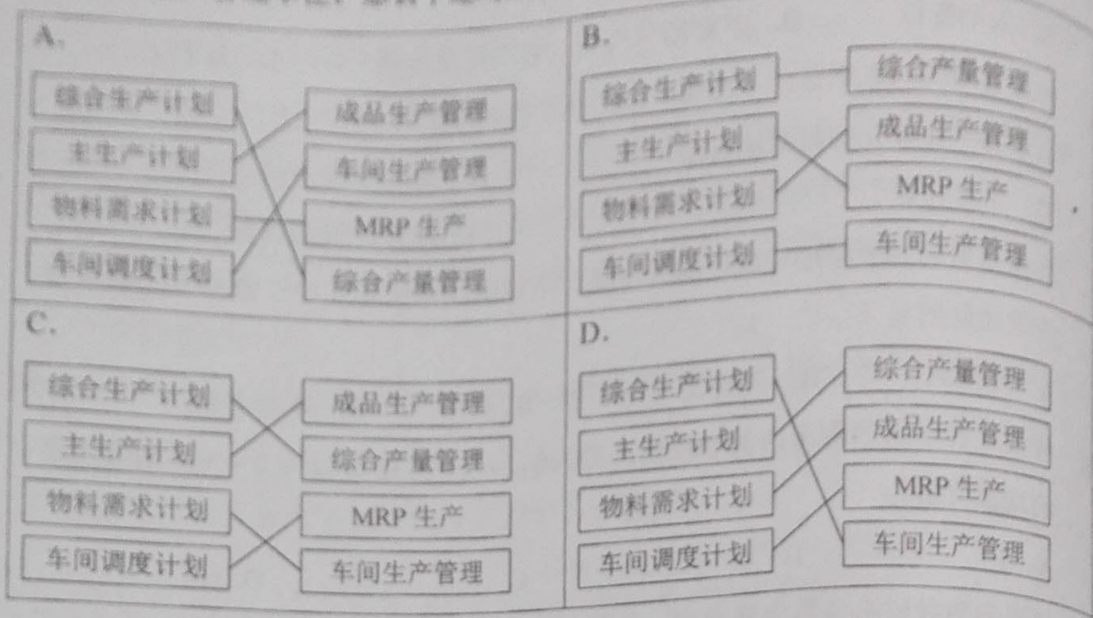 A.
综合生产计划
主生产计划
物料需求计划
车间调度计划
成品生产管理
车间生产管理
MRP 生产
综合产量管理
B.
综合生产计划
主生产计划
物料需求计划
车间调度计划
综合产量管理
成品生产管理
MRP 生产
车间生产管理
C.
综合生产计划
主生产计划
物料需求计划
车间调度计划
成品生产管理
综合产量管理
MRP 生产
车间生产管理
D.
综合生产计划
主生产计划
物料需求计划
车间调度计划
综合产量管理
成品生产管理
MRP 生产
车间生产管理